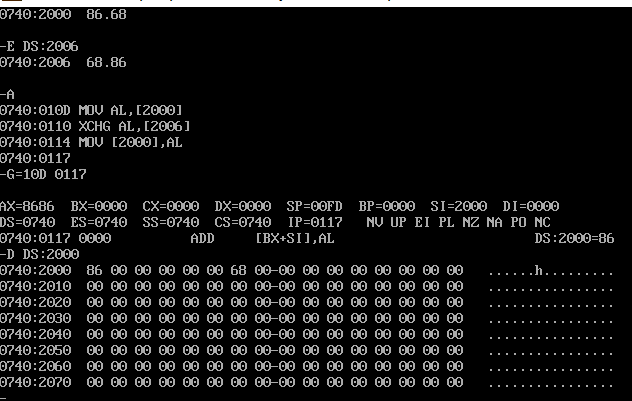 0740:2000  86.68
-E DS:2006
0740:2006  68.86
-A
0740:010D MOV AL,[2000]
0740:0110 XCHG AL,[2006]
0740:0114 MOV [2000],AL
0740:0117
-G=10D 0117
AX=8686  BX=0000  CX=0000  DX=0000  SP=00FD  BP=0000  SI=2000  DI=0000
DS=0740  ES=0740  SS=0740  CS=0740  IP=0117   NV UP EI PL NZ NA PO NC
0740:0117 0000          ADD     [BX+SI],AL                         DS:2000=86
-D DS:2000
0740:2000  86 00 00 00 00 00 68 00-00 00 00 00 00 00 00 00   ......h.........
0740:2010  00 00 00 00 00 00 00 00-00 00 00 00 00 00 00 00   ................
0740:2020  00 00 00 00 00 00 00 00-00 00 00 00 00 00 00 00   ................
0740:2030  00 00 00 00 00 00 00 00-00 00 00 00 00 00 00 00   ................
0740:2040  00 00 00 00 00 00 00 00-00 00 00 00 00 00 00 00   ................
0740:2050  00 00 00 00 00 00 00 00-00 00 00 00 00 00 00 00   ................
0740:2060  00 00 00 00 00 00 00 00-00 00 00 00 00 00 00 00   ................
0740:2070  00 00 00 00 00 00 00 00-00 00 00 00 00 00 00 00   ................